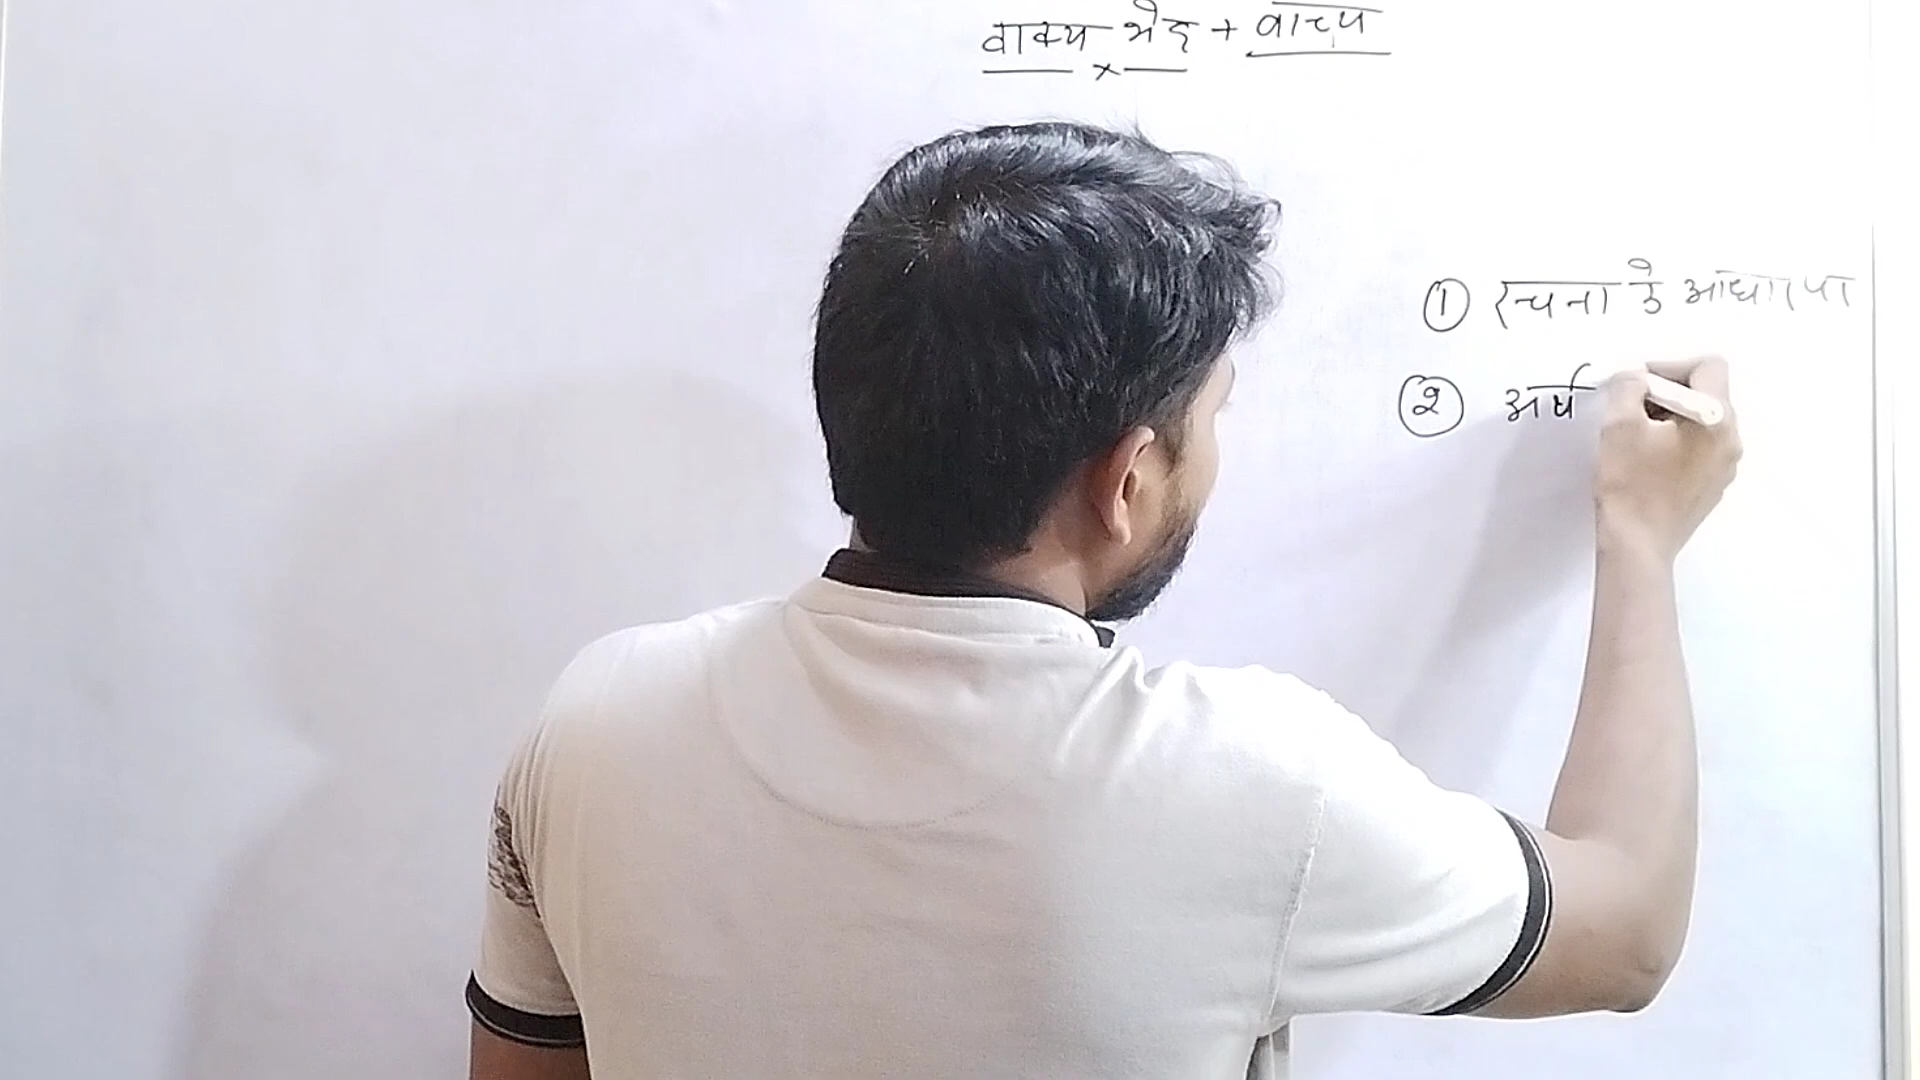 वाक्य भेद + वाच्य
x
① रचना के आधार पर
② अर्थ